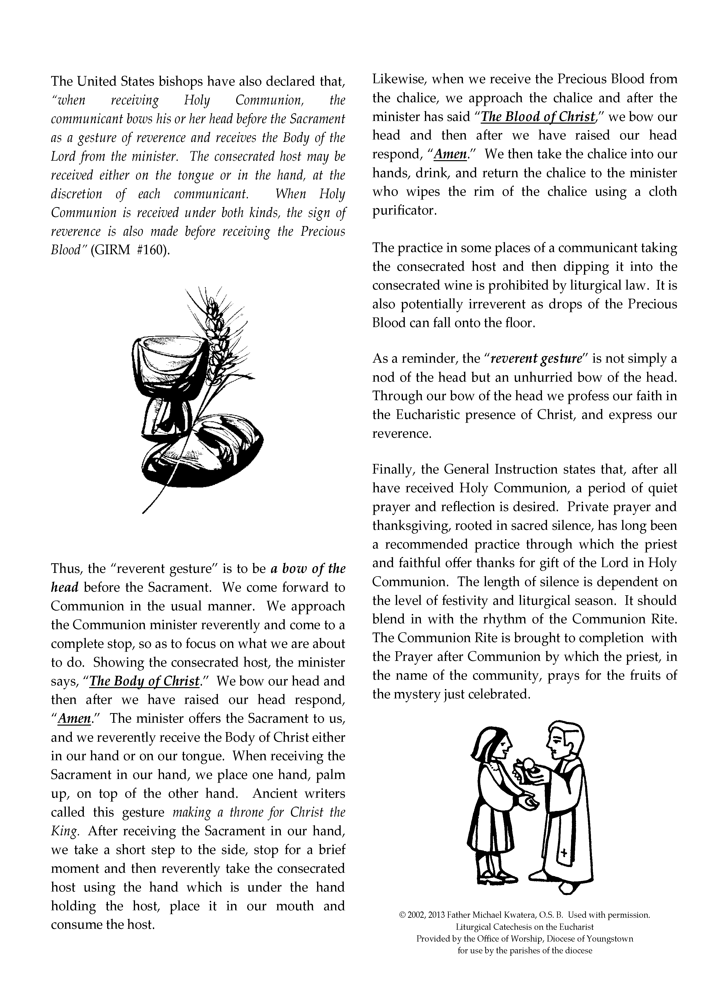 The United States bishops have also declared that,
“when receiving Holy Communion, the
communicant bows his or her head before the Sacrament
as a gesture of reverence and receives the Body of the
Lord from the minister.  The consecrated host may be
received either on the tongue or in the hand, at the
discretion of each communicant.  When Holy
Communion is received under both kinds, the sign of
reverence is also made before receiving the Precious
Blood” (GIRM  #160).
Thus, the “reverent gesture” is to be a bow of the
head before the Sacrament.  We come forward to
Communion in the usual manner.  We approach
the Communion minister reverently and come to a
complete stop, so as to focus on what we are about
to do.  Showing the consecrated host, the minister
says, “The Body of Christ.”  We bow our head and
then after we have raised our head respond,
“Amen.”  The minister offers the Sacrament to us,
and we reverently receive the Body of Christ either
in our hand or on our tongue.  When receiving the
Sacrament in our hand, we place one hand, palm
up, on top of the other hand.  Ancient writers
called this gesture making a throne for Christ the
King.  After receiving the Sacrament in our hand,
we take a short step to the side, stop for a brief
moment and then reverently take the consecrated
host using the hand which is under the hand
holding the host, place it in our mouth and
consume the host.
Likewise, when we receive the Precious Blood from
the chalice, we approach the chalice and after the
minister has said “The Blood of Christ,” we bow our
head and then after we have raised our head
respond, “Amen.”  We then take the chalice into our
hands, drink, and return the chalice to the minister
who wipes the rim of the chalice using a cloth
purificator.
The practice in some places of a communicant taking
the consecrated host and then dipping it into the
consecrated wine is prohibited by liturgical law.  It is
also potentially irreverent as drops of the Precious
Blood can fall onto the floor.
As a reminder, the “reverent gesture” is not simply a
nod of the head but an unhurried bow of the head.
Through our bow of the head we profess our faith in
the Eucharistic presence of Christ, and express our
reverence.
Finally, the General Instruction states that, after all
have received Holy Communion, a period of quiet
prayer and reflection is desired.  Private prayer and
thanksgiving, rooted in sacred silence, has long been
a recommended practice through which the priest
and faithful offer thanks for gift of the Lord in Holy
Communion.  The length of silence is dependent on
the level of festivity and liturgical season.  It should
blend in with the rhythm of the Communion Rite.
The Communion Rite is brought to completion  with
the Prayer after Communion by which the priest, in
the name of the community, prays for the fruits of
the mystery just celebrated.
© 2002, 2013 Father Michael Kwatera, O.S. B.  Used with permission.
Liturgical Catechesis on the Eucharist
Provided by the Office of Worship, Diocese of Youngstown
for use by the parishes of the diocese